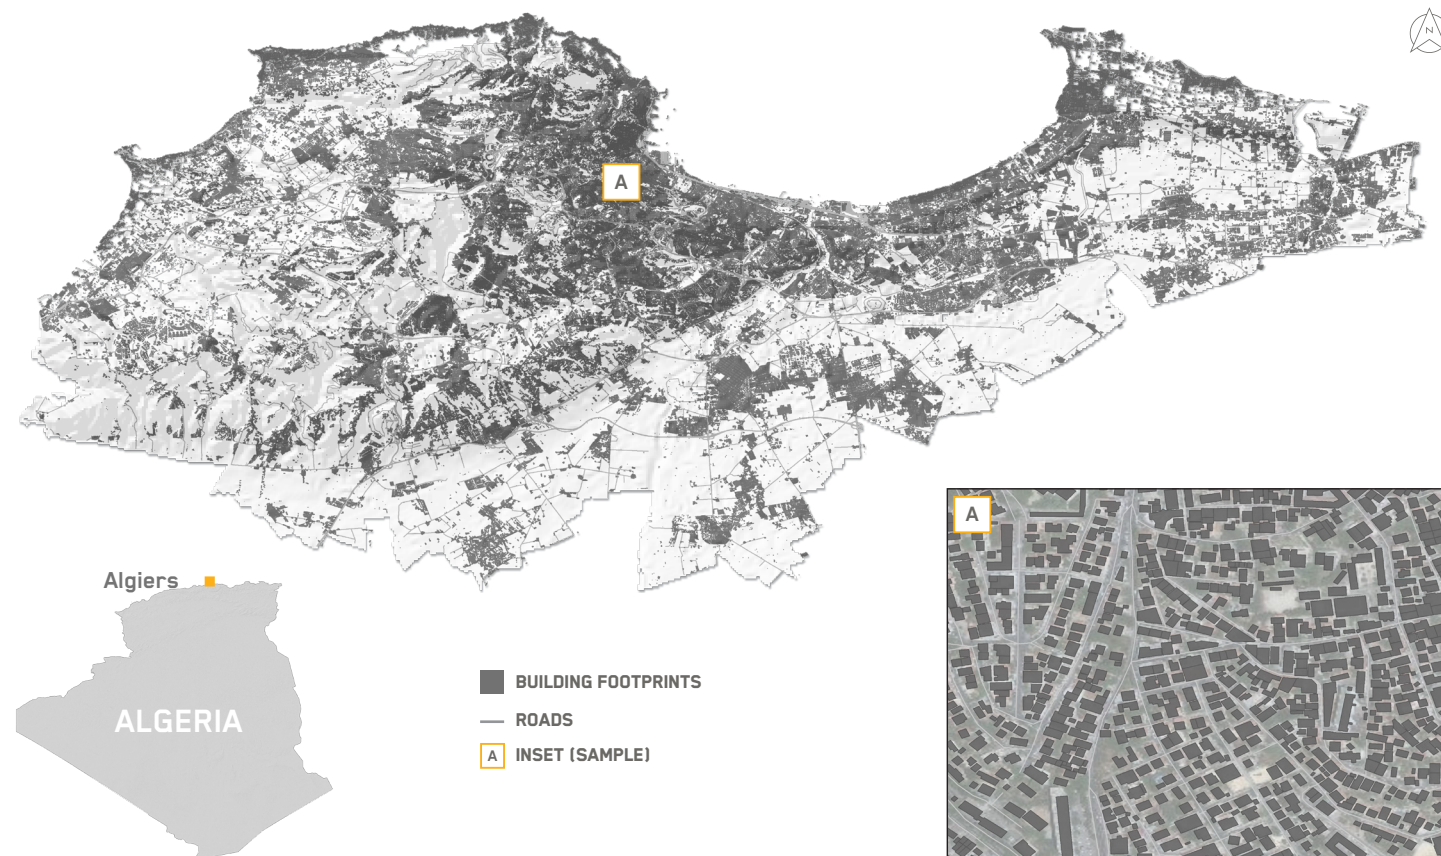 N
A
A
Algiers
ALGERIA
BUILDING FOOTPRINTS
ROADS
A INSET (SAMPLE)